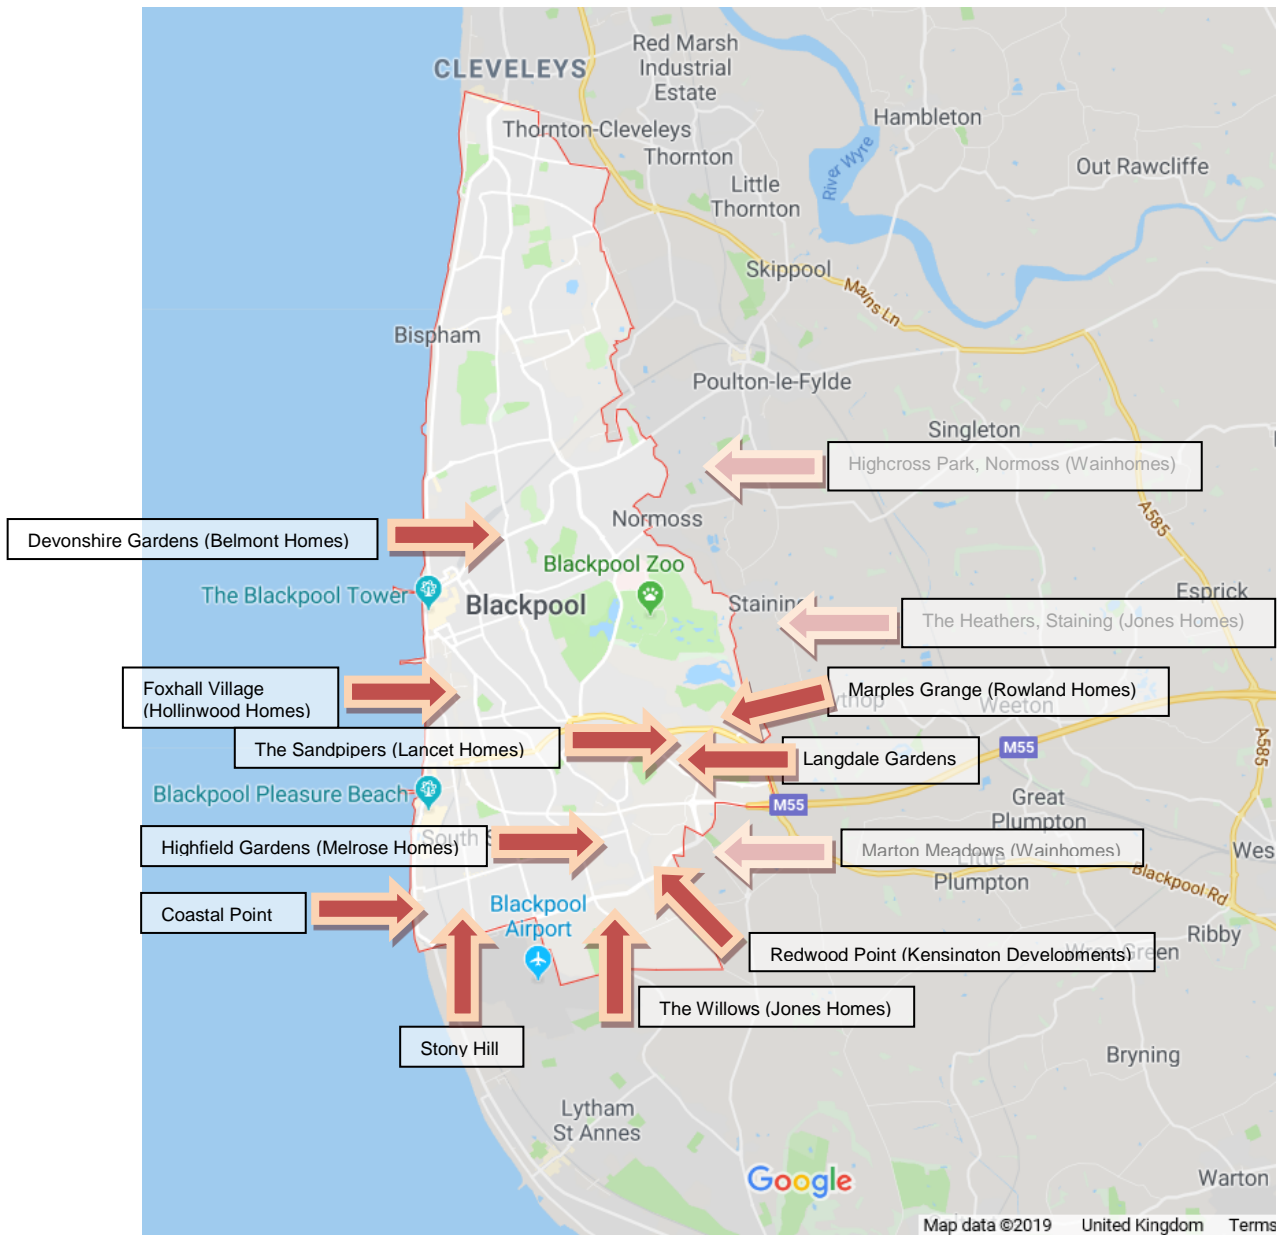 CLEVELEYS
Red Marsh
Industrial
Estate
Hambleton
Thornton-Cleveleys
Thornton
River Wyre
Out Rawcliffe
Little
Thornton
Skippool
Mains Ln
Bispham
Poulton-le-Fylde
Singleton
Highcross Park, Normoss (Wainhomes)
A585
Normoss
Devonshire Gardens (Belmont Homes)
Blackpool Zoo
The Blackpool Tower
Blackpool
Staining
Esprick
The Heathers, Staining (Jones Homes)
Foxhall Village
(Hollinwood Homes)
Marples Grange (Rowland Homes)
Weeton
The Sandpipers (Lancet Homes)
Langdale Gardens
M55
A585
Blackpool Pleasure Beach
M55
Great
Plumpton
Highfield Gardens (Melrose Homes)
Marton Meadows (Wainhomes)
Little
Plumpton
Blackpool Rd
Coastal Point
Blackpool
Airport
Ribby
Redwood Point (Kensington Developments)
The Willows (Jones Homes)
Stony Hill
Bryning
Lytham
St Annes
Google
Warton
Map data ©2019 United Kingdom Terms